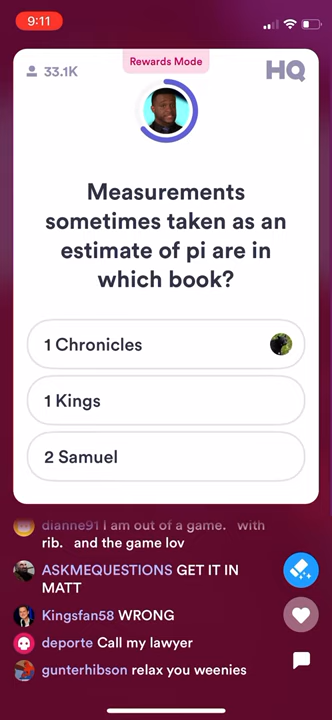 9:11
Rewards Mode
33.1K
HQ
Measurements
sometimes taken as an
estimate of pi are in
which book?
1 Chronicles
1 Kings
2 Samuel
dianne91 I am out of a game. with
rib. and the game lov
ASKMEQUESTIONS GET IT IN
MATT
Kingsfan58 WRONG
deporte Call my lawyer
gunterhibson relax you weenies